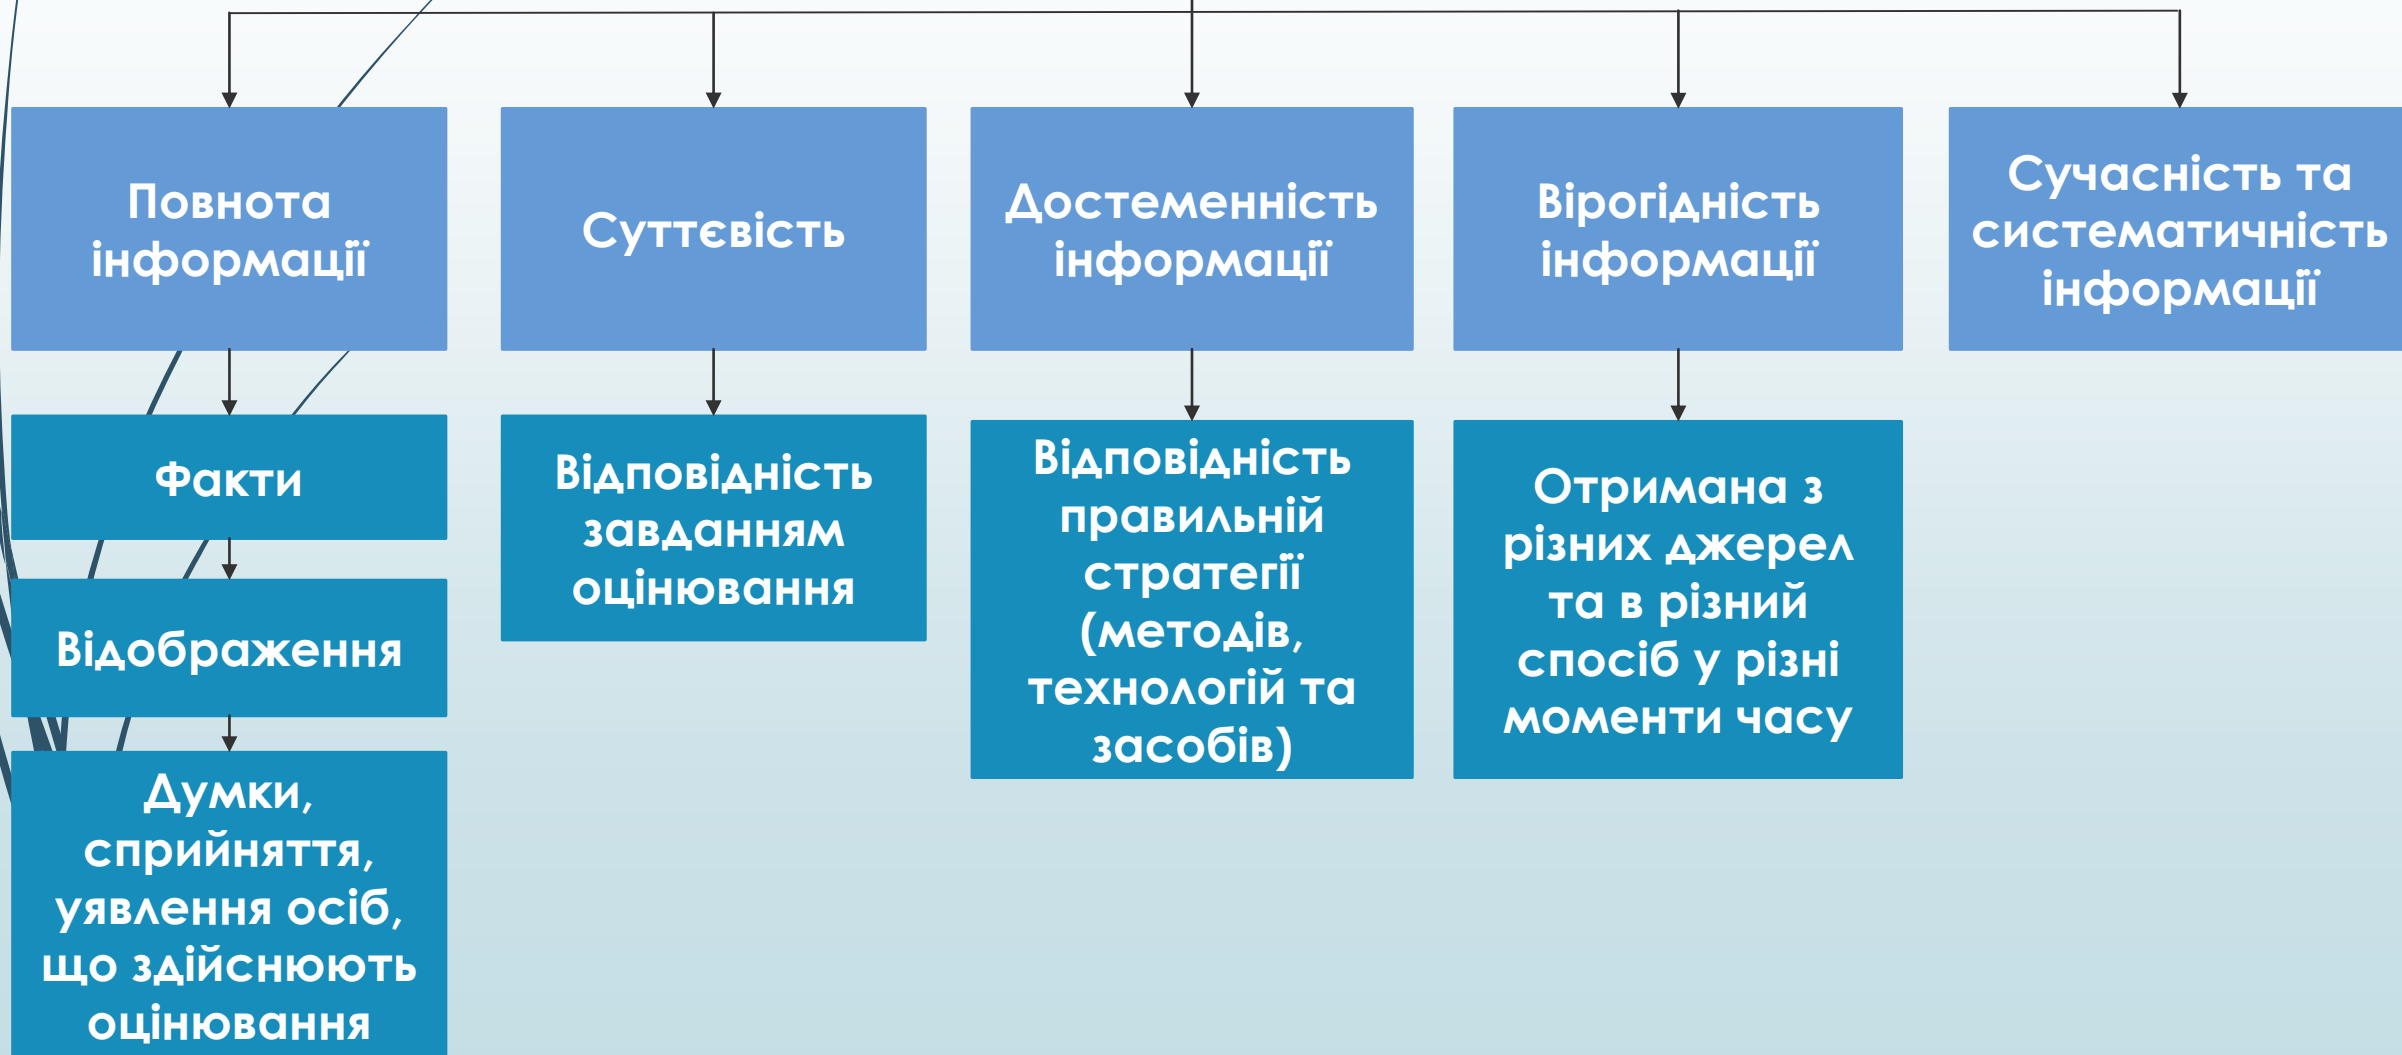 Повнота
інформації
Суттєвість
Достеменність
інформації
Вірогідність
інформації
Сучасність та
систематичність
інформації
Факти
Відображення
Думки,
сприйняття,
уявлення осіб,
що здійснюють
оцінювання
Відповідність
завданням
оцінювання
Відповідність
правильній
стратегії
(методів,
технологій та
засобів)
Отримана з
різних джерел
та в різний
спосіб у різні
моменти часу